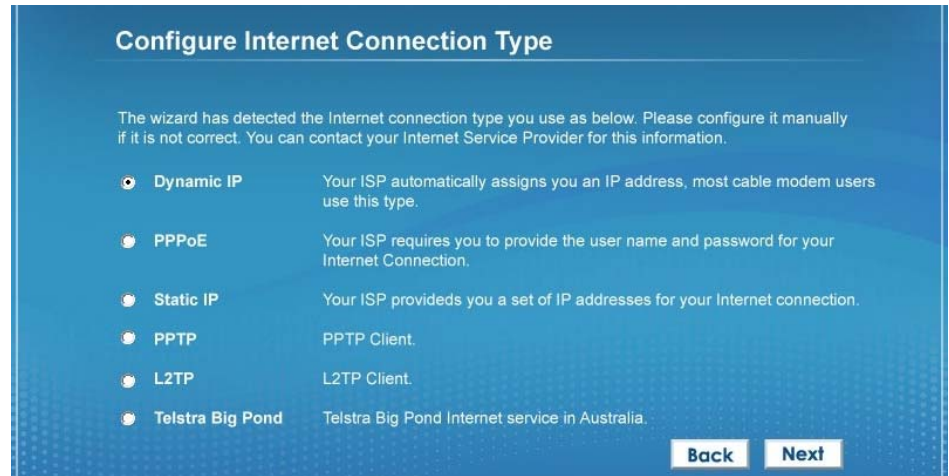 Configure Internet Connection Type
The wizard has detected the Internet connection type you use as below. Please configure it manually
if it is not correct. You can contact your Internet Service Provider for this information.
Dynamic IP Your ISP automatically assigns you an IP address, most cable modem users
use this type.
PPPoE Your ISP requires you to provide the user name and password for your
Internet Connection.
Static IP Your ISP provideds you a set of IP addresses for your Internet connection.
PPTP PPTP Client.
L2TP L2TP Client.
Telstra Big Pond Telstra Big Pond Internet service in Australia.
Back Next